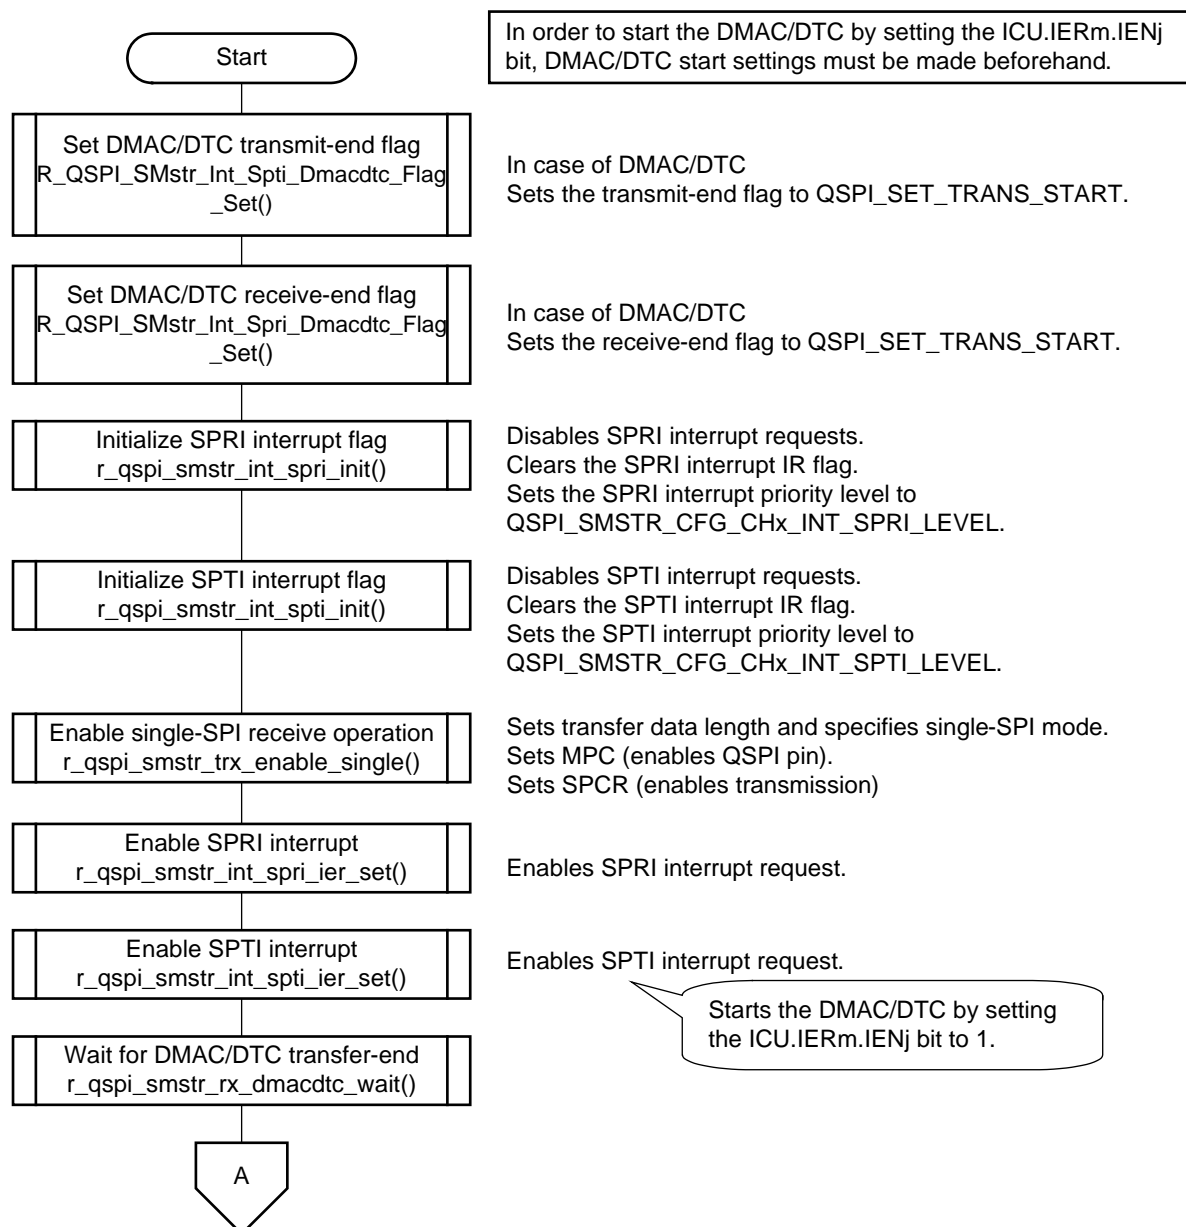 Start
In order to start the DMAC/DTC by setting the ICU.IERm.IENj
bit, DMAC/DTC start settings must be made beforehand.
Set DMAC/DTC transmit-end flag
R_QSPI_SMstr_Int_Spti_Dmacdtc_Flag
_Set()
In case of DMAC/DTC
Sets the transmit-end flag to QSPI_SET_TRANS_START.
Set DMAC/DTC receive-end flag
R_QSPI_SMstr_Int_Spri_Dmacdtc_Flag
_Set()
In case of DMAC/DTC
Sets the receive-end flag to QSPI_SET_TRANS_START.
Initialize SPRI interrupt flag
r_qspi_smstr_int_spri_init()
Disables SPRI interrupt requests.
Clears the SPRI interrupt IR flag.
Sets the SPRI interrupt priority level to
QSPI_SMSTR_CFG_CHx_INT_SPRI_LEVEL.
Initialize SPTI interrupt flag
r_qspi_smstr_int_spti_init()
Disables SPTI interrupt requests.
Clears the SPTI interrupt IR flag.
Sets the SPTI interrupt priority level to
QSPI_SMSTR_CFG_CHx_INT_SPTI_LEVEL.
Enable single-SPI receive operation
r_qspi_smstr_trx_enable_single()
Sets transfer data length and specifies single-SPI mode.
Sets MPC (enables QSPI pin).
Sets SPCR (enables transmission)
Enable SPRI interrupt
r_qspi_smstr_int_spri_ier_set()
Enables SPRI interrupt request.
Enable SPTI interrupt
r_qspi_smstr_int_spti_ier_set()
Enables SPTI interrupt request.
Starts the DMAC/DTC by setting
the ICU.IERm.IENj bit to 1.
Wait for DMAC/DTC transfer-end
r_qspi_smstr_rx_dmacdtc_wait()
A